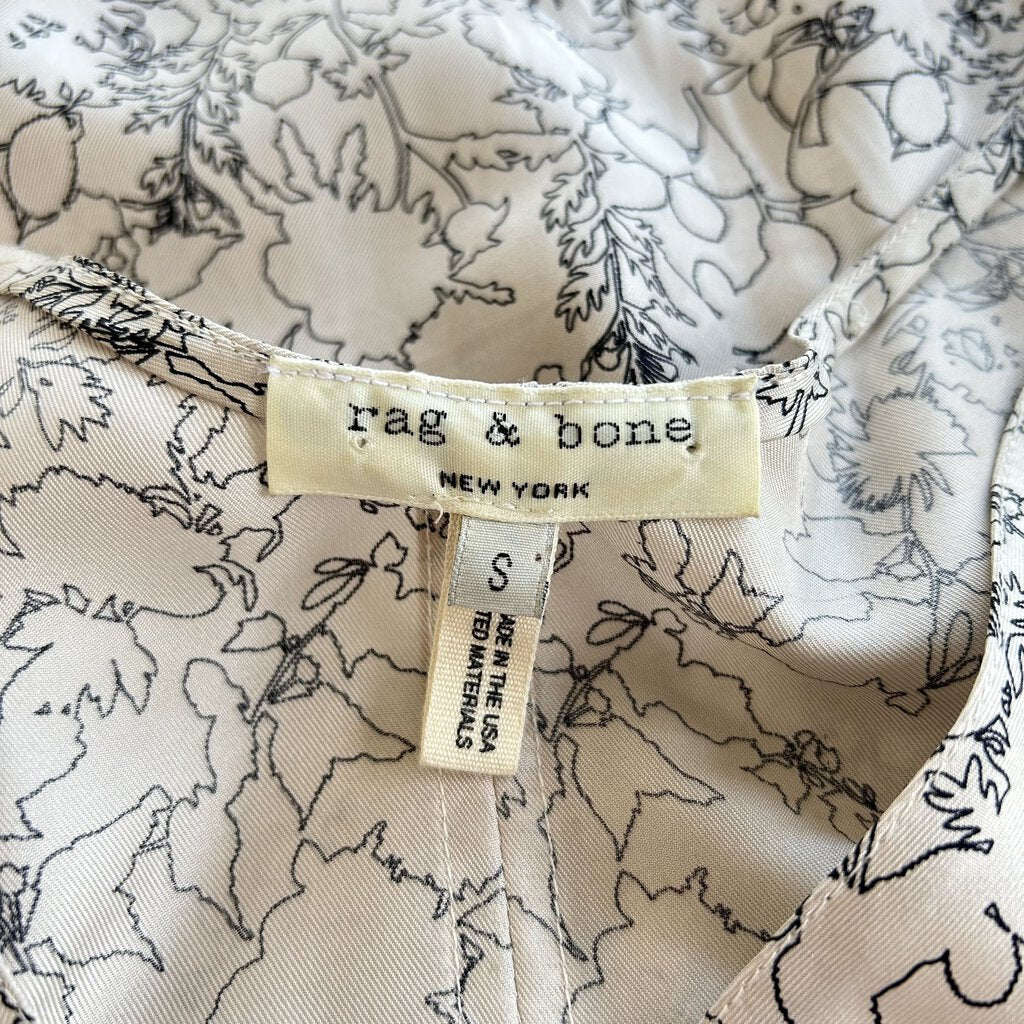 rag & bone
NEW YORK
S
ADE IN THE USA
TED MATERIALS